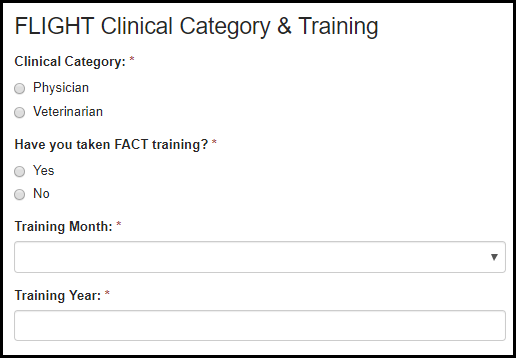 FLIGHT Clinical Category & Training
Clinical Category: *
Physician
Veterinarian
Have you taken FACT training? *
Yes
No
Training Month: *
Training Year: *